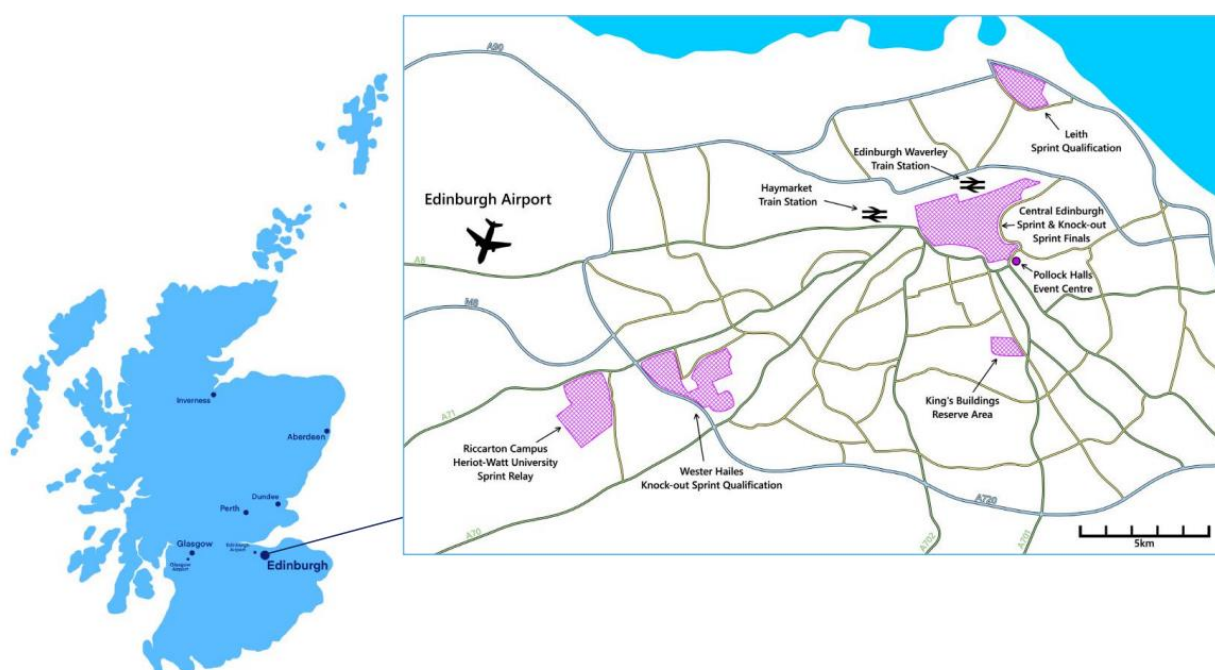 Inverness
Aberdeen
Dundee
Perth
Glasgow
Glasgow
Airport
Edinburgh
Airport
Edinburgh
A90
Leith
Sprint Qualification
Edinburgh Waverley
Train Station
Haymarket
Train Station
Edinburgh Airport
Central Edinburgh
Sprint & Knock-out
Sprint Finals
A8
Pollock Halls
Event Centre
M8
King's Buildings
Reserve Area
A71
Riccarton Campus
Heriot-Watt University
Sprint Relay
Wester Hailes
Knock-out Sprint Qualification
A720
A70
A702
A701
5km